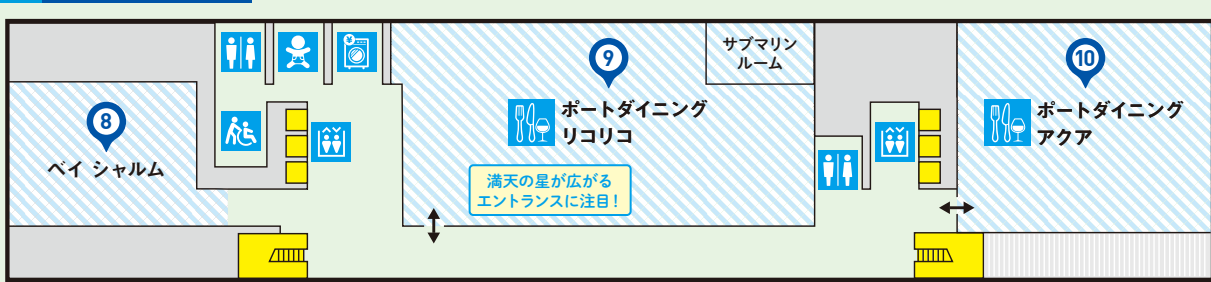 8
ベイ シャルム
¥
9
ポートダイニング
リコリコ
満天の星が広がる
エントランスに注目！
サブマリン
ルーム
10
ポートダイニング
アクア